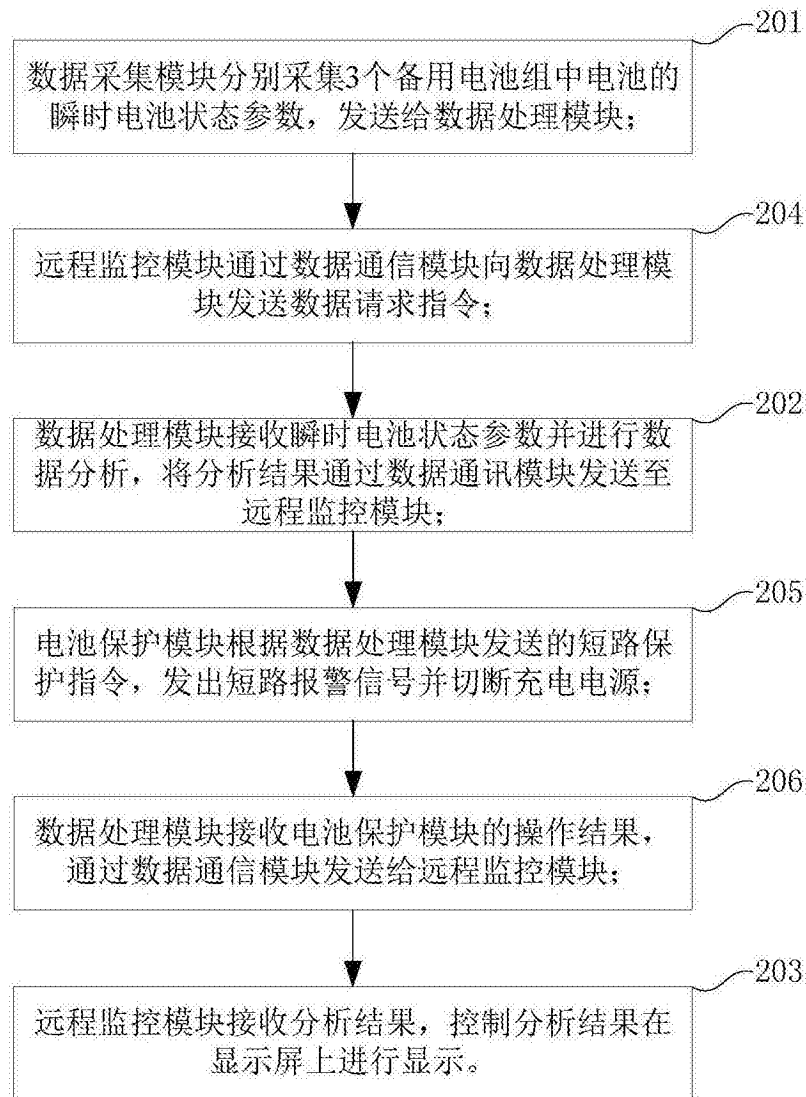 201
数据采集模块分别采集3个备用电池组中电池的
瞬时电池状态参数，发送给数据处理模块；
204
远程监控模块通过数据通信模块向数据处理模
块发送数据请求指令；
202
数据处理模块接收瞬时电池状态参数并进行数
据分析，将分析结果通过数据通讯模块发送至
远程监控模块；
205
电池保护模块根据数据处理模块发送的短路保
护指令，发出短路报警信号并切断充电电源；
206
数据处理模块接收电池保护模块的操作结果，
通过数据通信模块发送给远程监控模块；
203
远程监控模块接收分析结果，控制分析结果在
显示屏上进行显示。